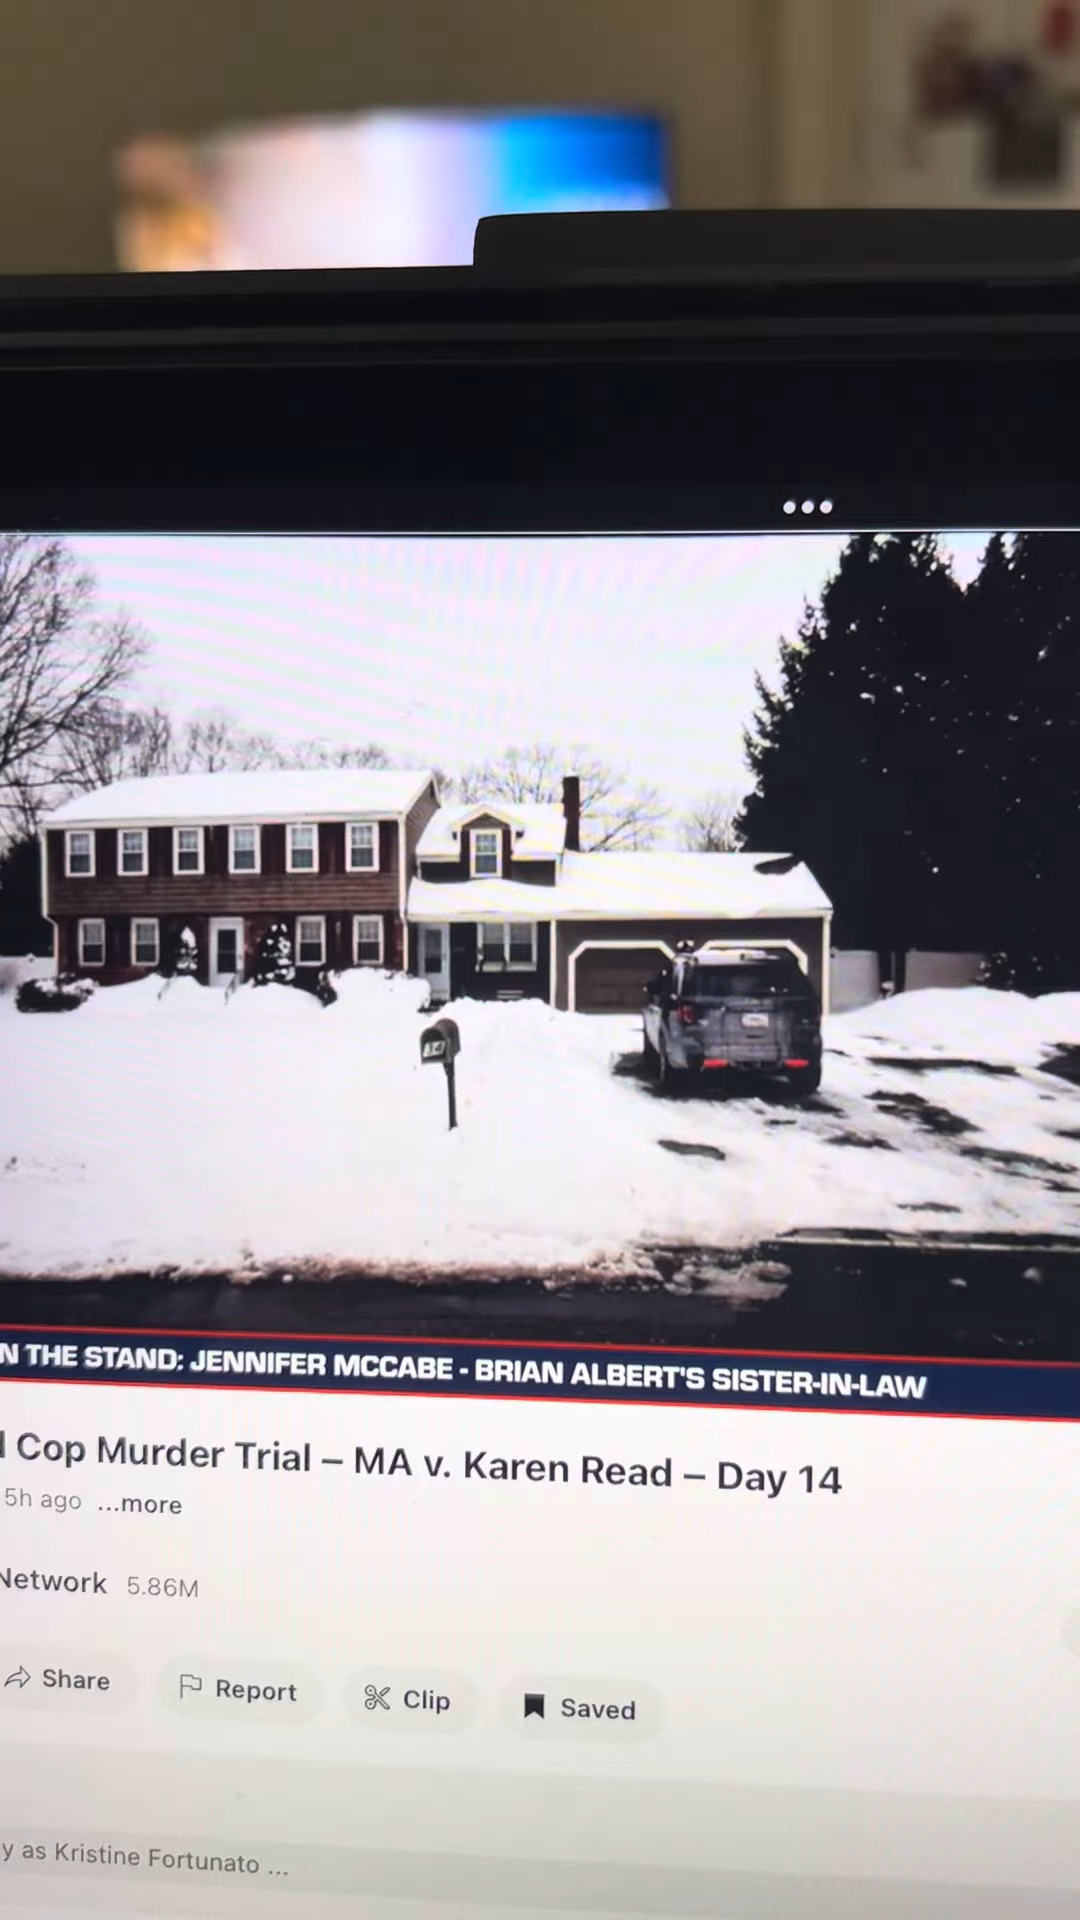 34
N THE STAND: JENNIFER MCCABE - BRIAN ALBERT'S SISTER-IN-LAW
Cop Murder Trial – MA v. Karen Read – Day 14
5h ago ...more
Network 5.86M
Share Report Clip Saved
y as Kristine Fortunato ...